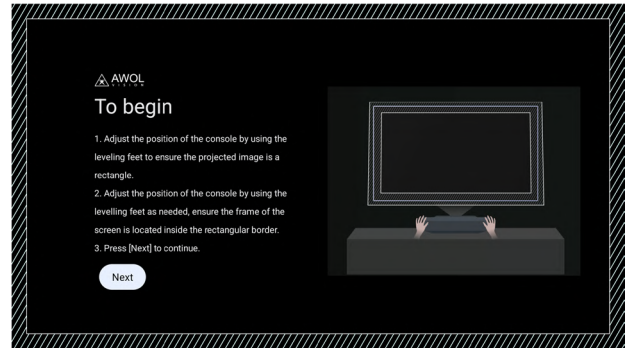 AWOL
VISION
To begin
1. Adjust the position of the console by using the
leveling feet to ensure the projected image is a
rectangle.
2. Adjust the position of the console by using the
levelling feet as needed, ensure the frame of the
screen is located inside the rectangular border.
3. Press [Next] to continue.
Next